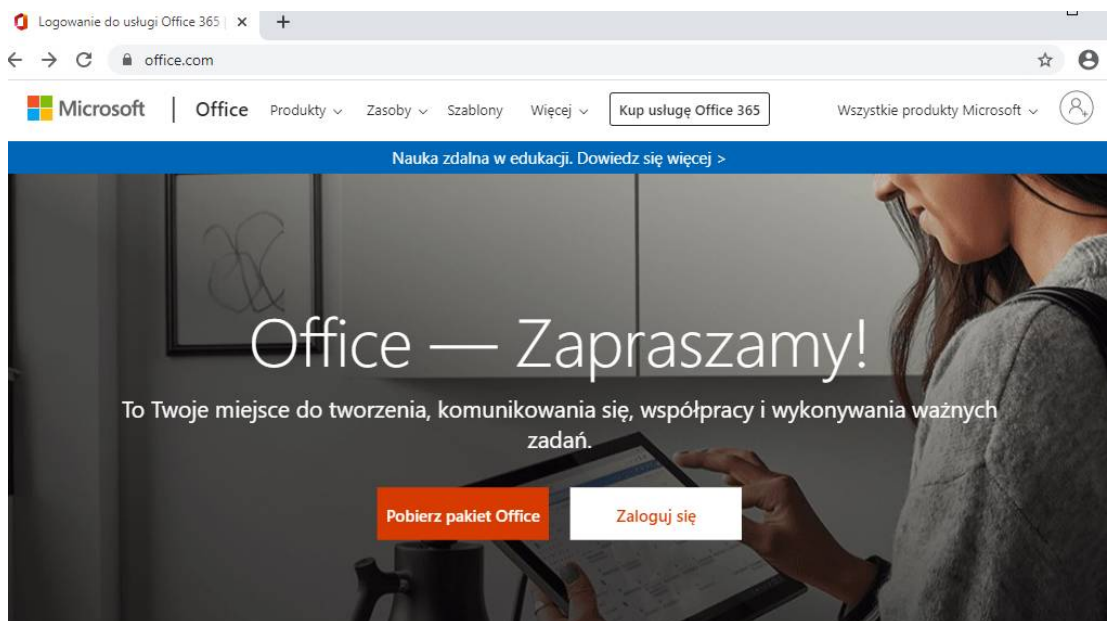 Logowanie do usługi Office 365
office.com
Microsoft | Office Produkty Zasoby Szablony Więcej Kup usługę Office 365 Wszystkie produkty Microsoft
Nauka zdalna w edukacji. Dowiedz się więcej >
Office — Zapraszamy!
To Twoje miejsce do tworzenia, komunikowania się, współpracy i wykonywania ważnych
zadań.
Pobierz pakiet Office Zaloguj się